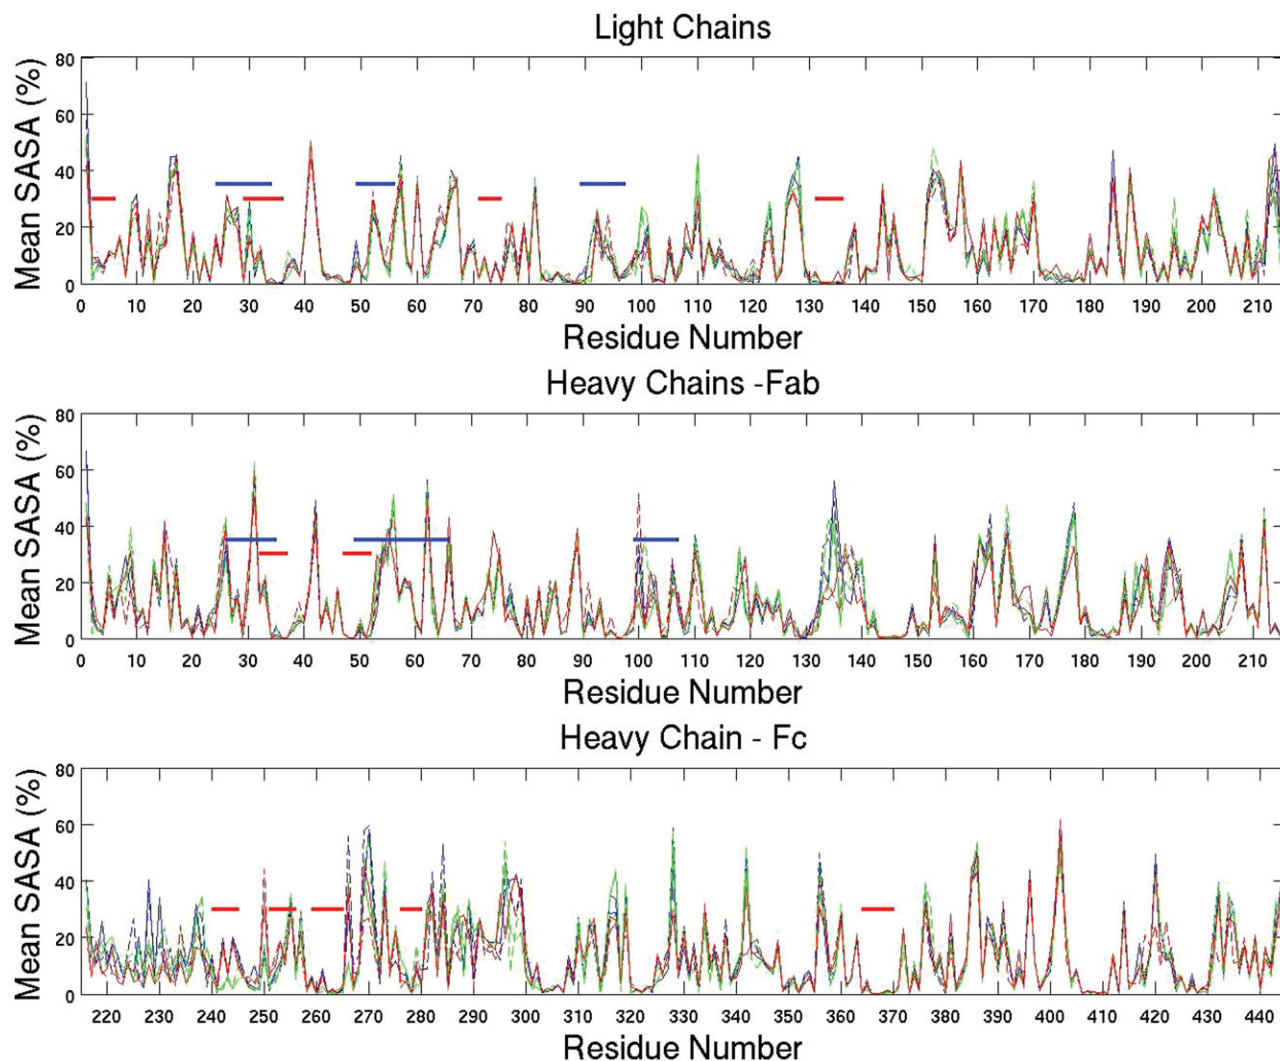 Light Chains
Mean SASA (%)
80
60
40
20
0
0 10 20 30 40 50 60 70 80 90 100 110 120 130 140 150 160 170 180 190 200 210
Residue Number
Heavy Chains -Fab
Mean SASA (%)
80
60
40
20
0
0 10 20 30 40 50 60 70 80 90 100 110 120 130 140 150 160 170 180 190 200 210
Residue Number
Heavy Chain - Fc
Mean SASA (%)
80
60
40
20
0
220 230 240 250 260 270 280 290 300 310 320 330 340 350 360 370 380 390 400 410 420 430 440
Residue Number